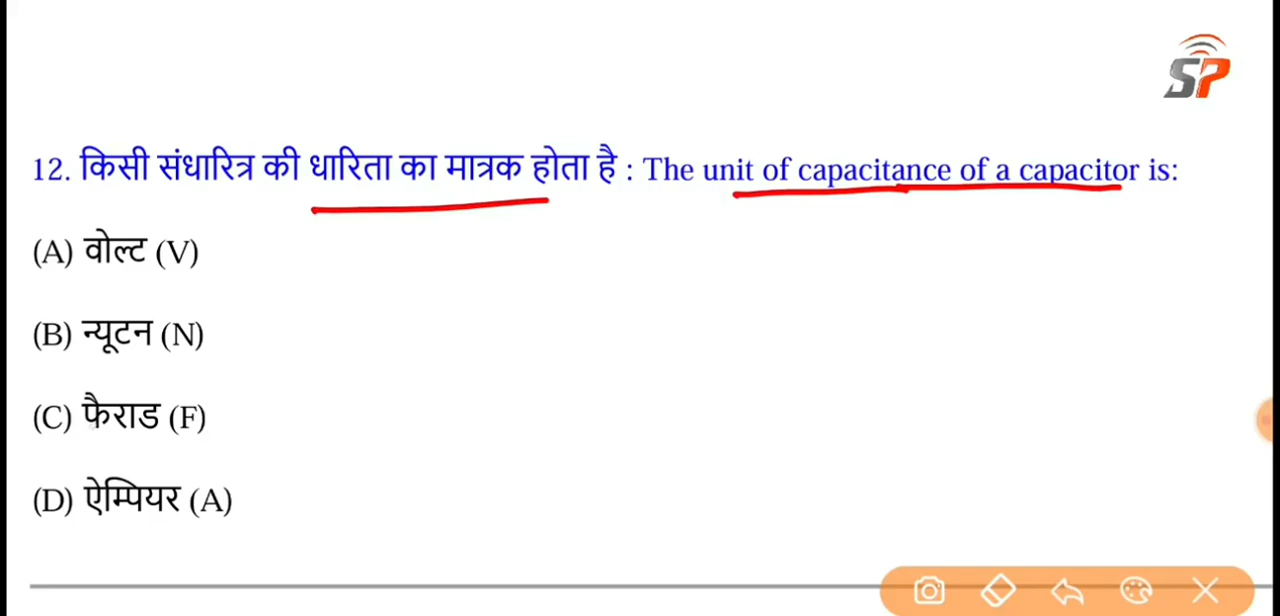 SP
12. किसी संधारित्र की धारिता का मात्रक होता है : The unit of capacitance of a capacitor is:
(A) वोल्ट (V)
(B) न्यूटन (N)
(C) फैराड (F)
(D) ऐम्पियर (A)